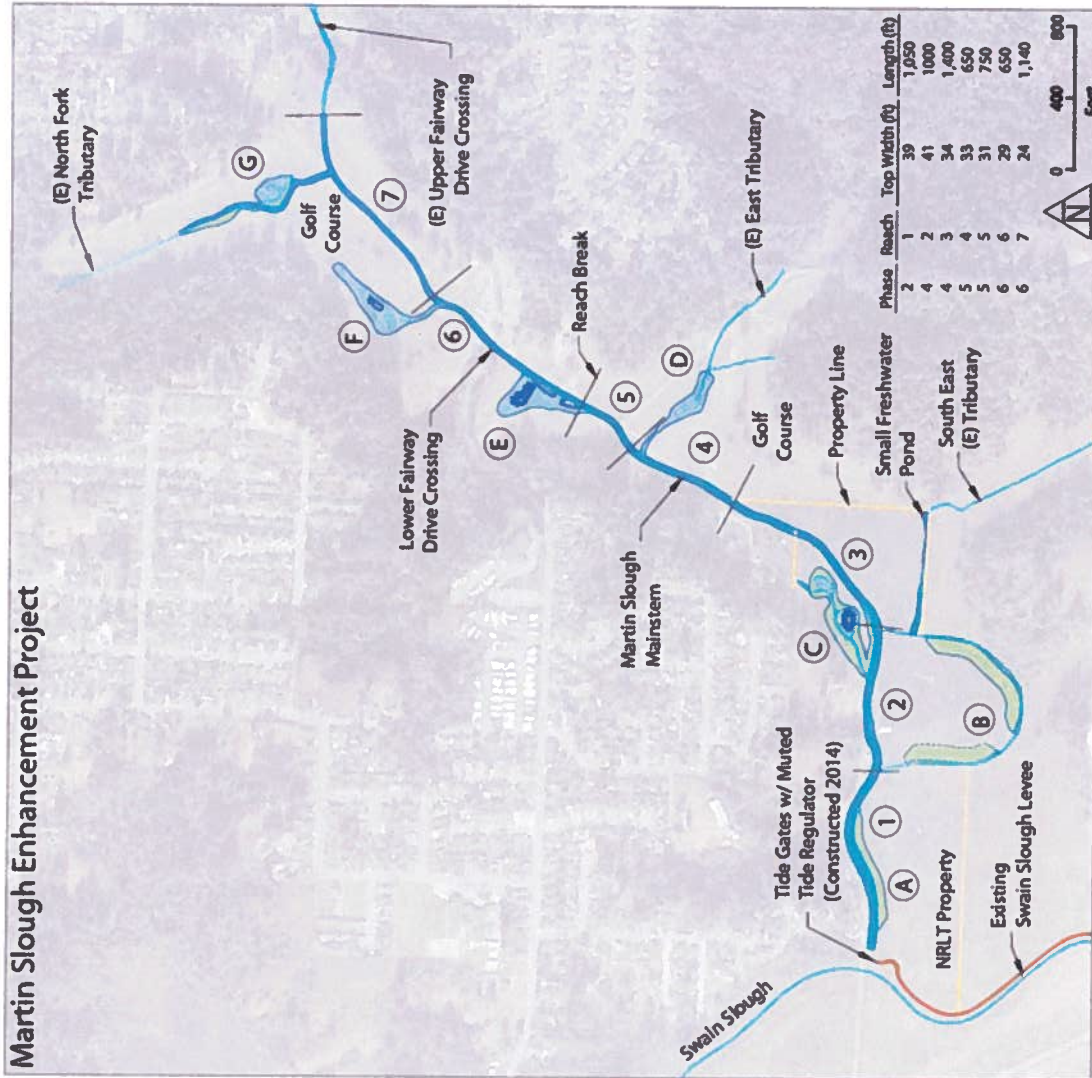 Martin Slough Enhancement Project
(E) North Fork
Tributary
G
Golf
Course
7
(E) Upper Fairway
Drive Crossing
F
6
Lower Fairway
Drive Crossing
Reach Break
E
5
D
(E) East Tributary
4
Golf
Course
Martin Slough
Mainstem
Property Line
Small Freshwater
Pond
South East
(E) Tributary
3
C
2
B
Tide Gates w/ Muted
Tide Regulator
(Constructed 2014)
1
A
NRLT Property
Existing
Swain Slough Levee
Swain Slough
Phase Reach Top Width (ft) Length (ft)
2 1 39 1,050
4 2 41 1000
4 3 34 1,400
5 4 33 650
5 5 31 750
6 6 29 650
6 7 24 1,140
N
0 400 800
Feet